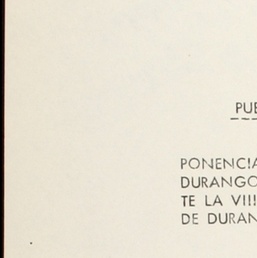 PUE
PONENCIA
DURANGO
TE LA VIII
DE DURAN